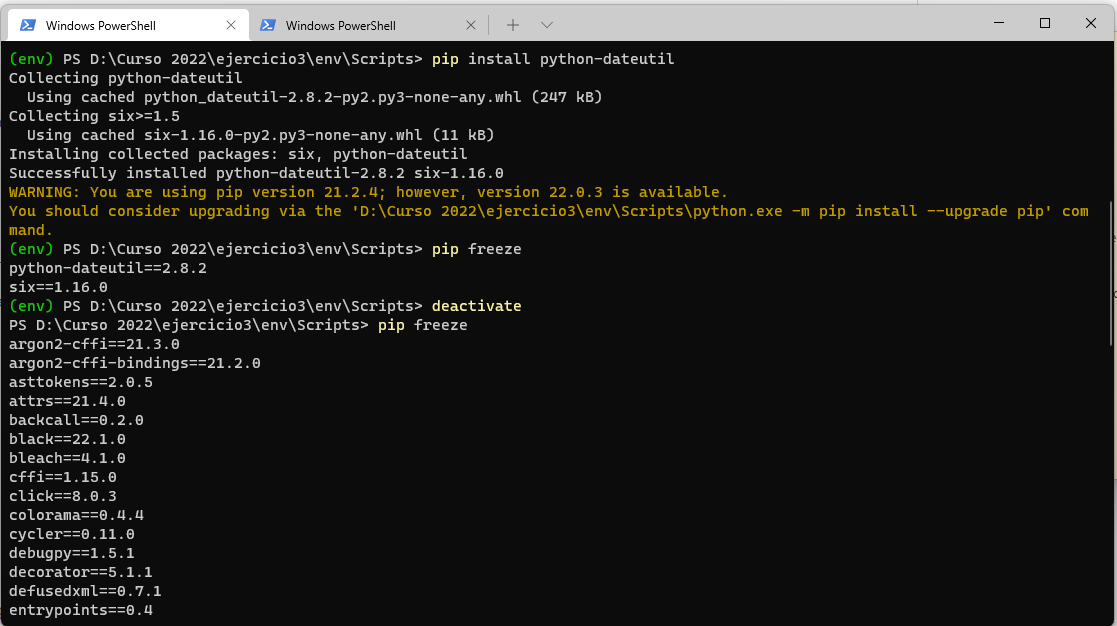 Windows PowerShell
Windows PowerShell
(env) PS D:\Curso 2022\ejercicio3\env\Scripts> pip install python-dateutil
Collecting python-dateutil
  Using cached python_dateutil-2.8.2-py2.py3-none-any.whl (247 kB)
Collecting six>=1.5
  Using cached six-1.16.0-py2.py3-none-any.whl (11 kB)
Installing collected packages: six, python-dateutil
Successfully installed python-dateutil-2.8.2 six-1.16.0
WARNING: You are using pip version 21.2.4; however, version 22.0.3 is available.
You should consider upgrading via the 'D:\Curso 2022\ejercicio3\env\Scripts\python.exe -m pip install --upgrade pip' com
mand.
(env) PS D:\Curso 2022\ejercicio3\env\Scripts> pip freeze
python-dateutil==2.8.2
six==1.16.0
(env) PS D:\Curso 2022\ejercicio3\env\Scripts> deactivate
PS D:\Curso 2022\ejercicio3\env\Scripts> pip freeze
argon2-cffi==21.3.0
argon2-cffi-bindings==21.2.0
asttokens==2.0.5
attrs==21.4.0
backcall==0.2.0
black==22.1.0
bleach==4.1.0
cffi==1.15.0
click==8.0.3
colorama==0.4.4
cycler==0.11.0
debugpy==1.5.1
decorator==5.1.1
defusedxml==0.7.1
entrypoints==0.4